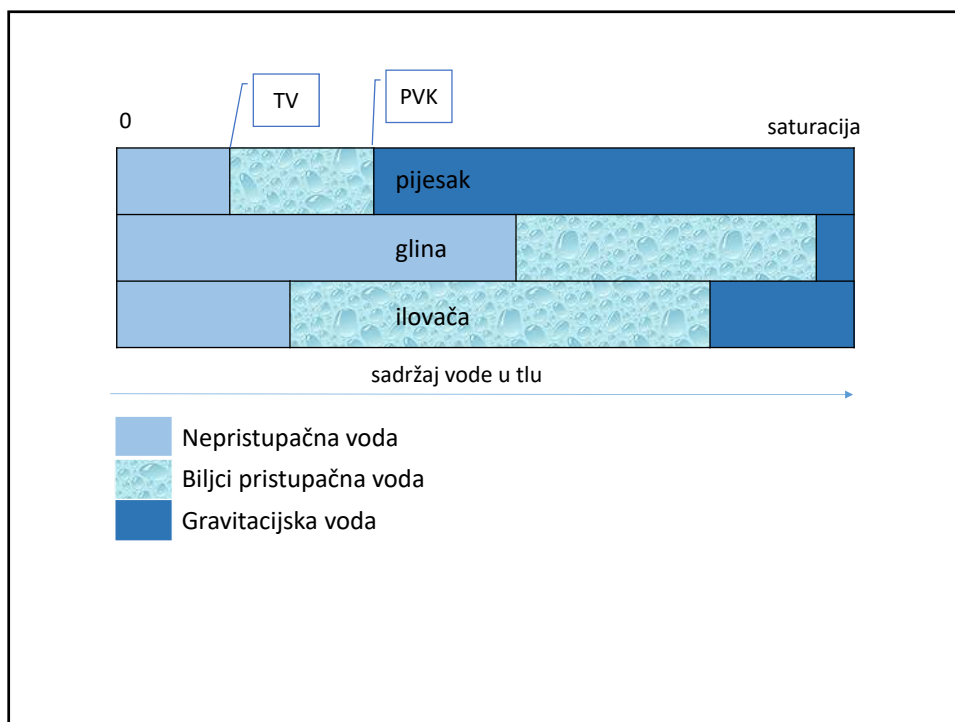 TV
PVK
0
saturacija
pijesak
glina
ilovača
sadržaj vode u tlu
Nepristupačna voda
Biljci pristupačna voda
Gravitacijska voda